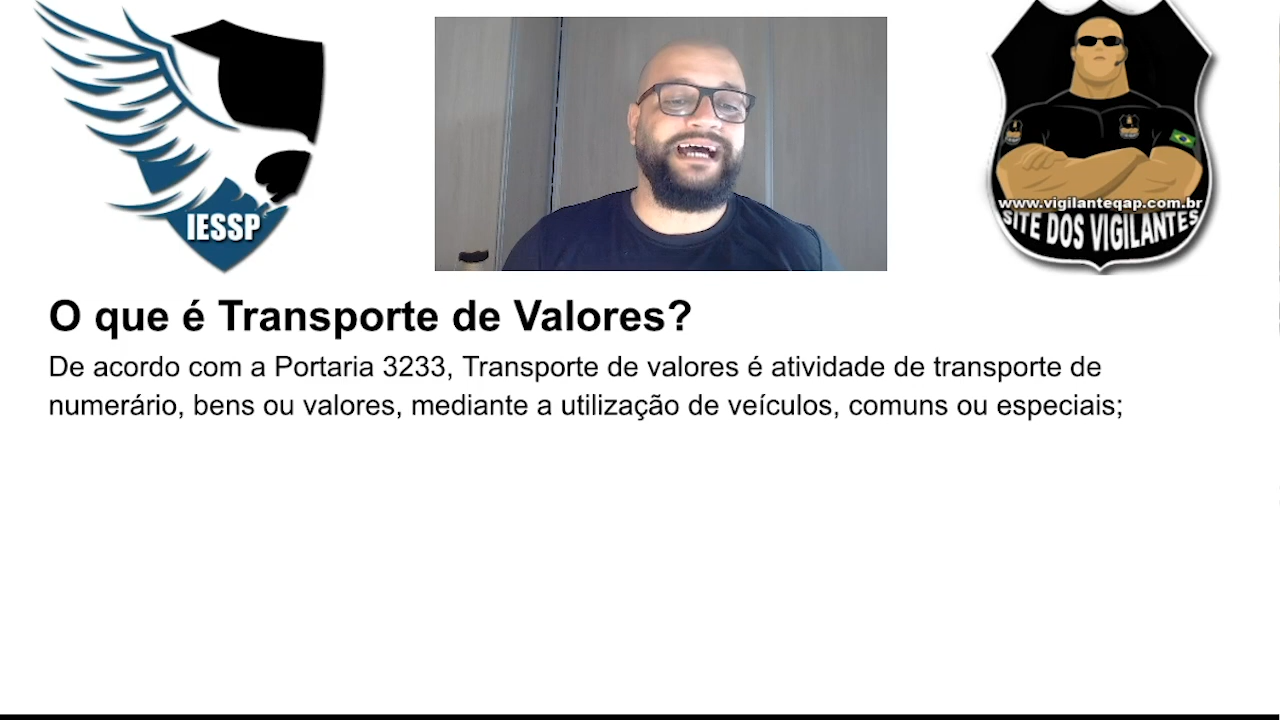 IESSP
www.vigilanteqap.com.br
SITE DOS VIGILANTES
O que é Transporte de Valores?
De acordo com a Portaria 3233, Transporte de valores é atividade de transporte de
numerário, bens ou valores, mediante a utilização de veículos, comuns ou especiais;